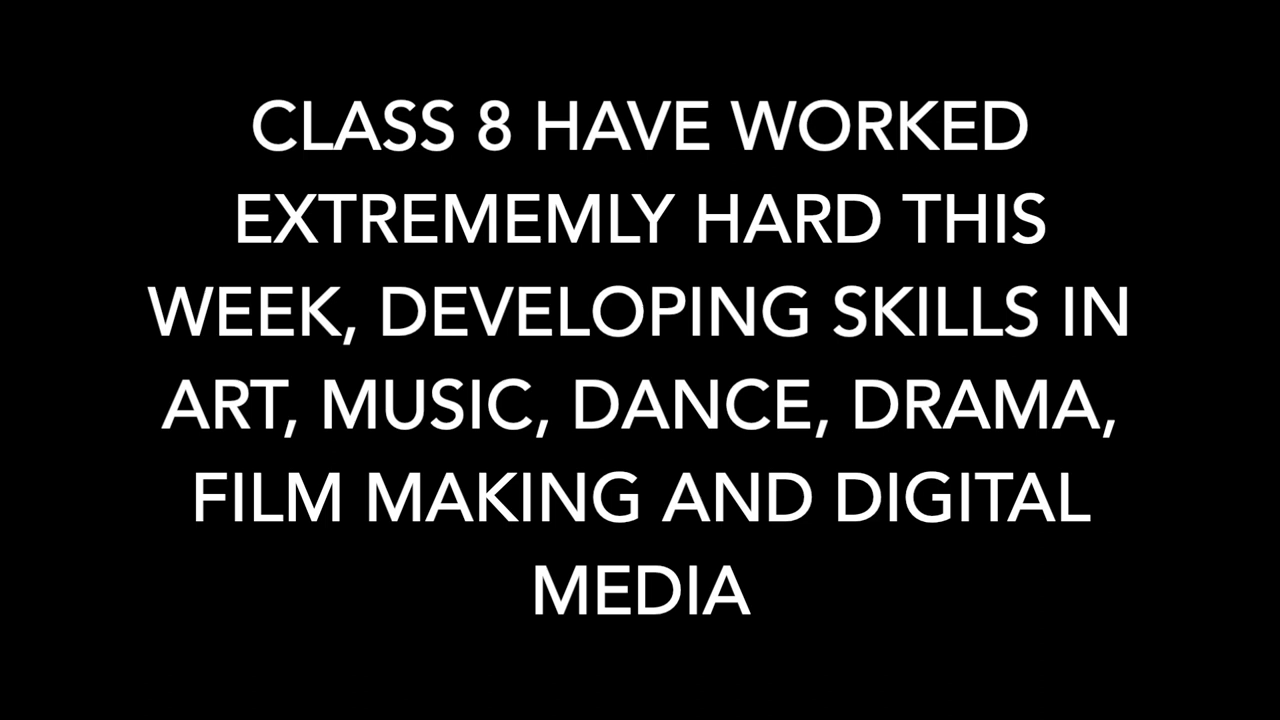 CLASS 8 HAVE WORKED
EXTREMEMLY HARD THIS
WEEK, DEVELOPING SKILLS IN
ART, MUSIC, DANCE, DRAMA,
FILM MAKING AND DIGITAL
MEDIA